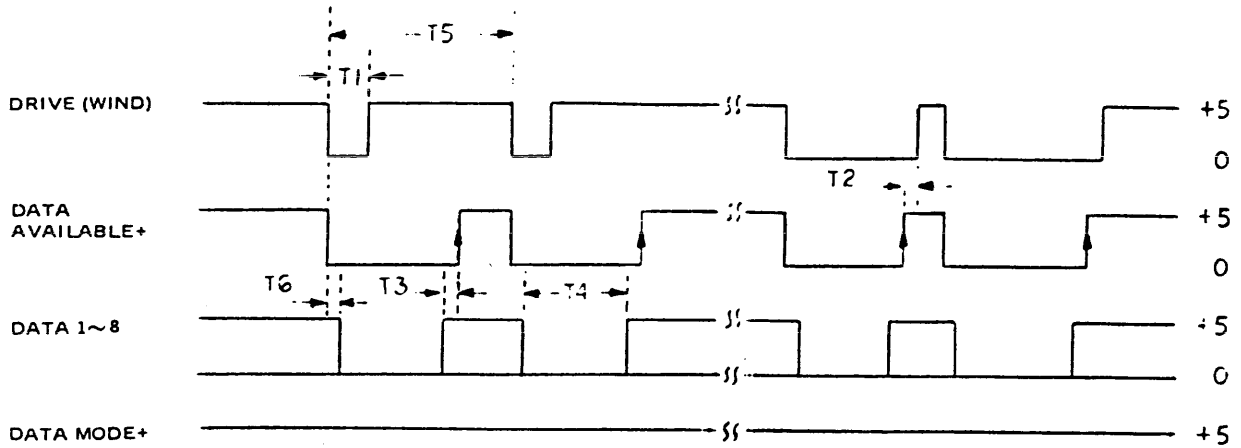 T5
T1
DRIVE (WIND)
+5
0
T2
DATA
AVAILABLE+
+5
0
T6
T3
T4
DATA 1~8
+5
0
DATA MODE+
+5